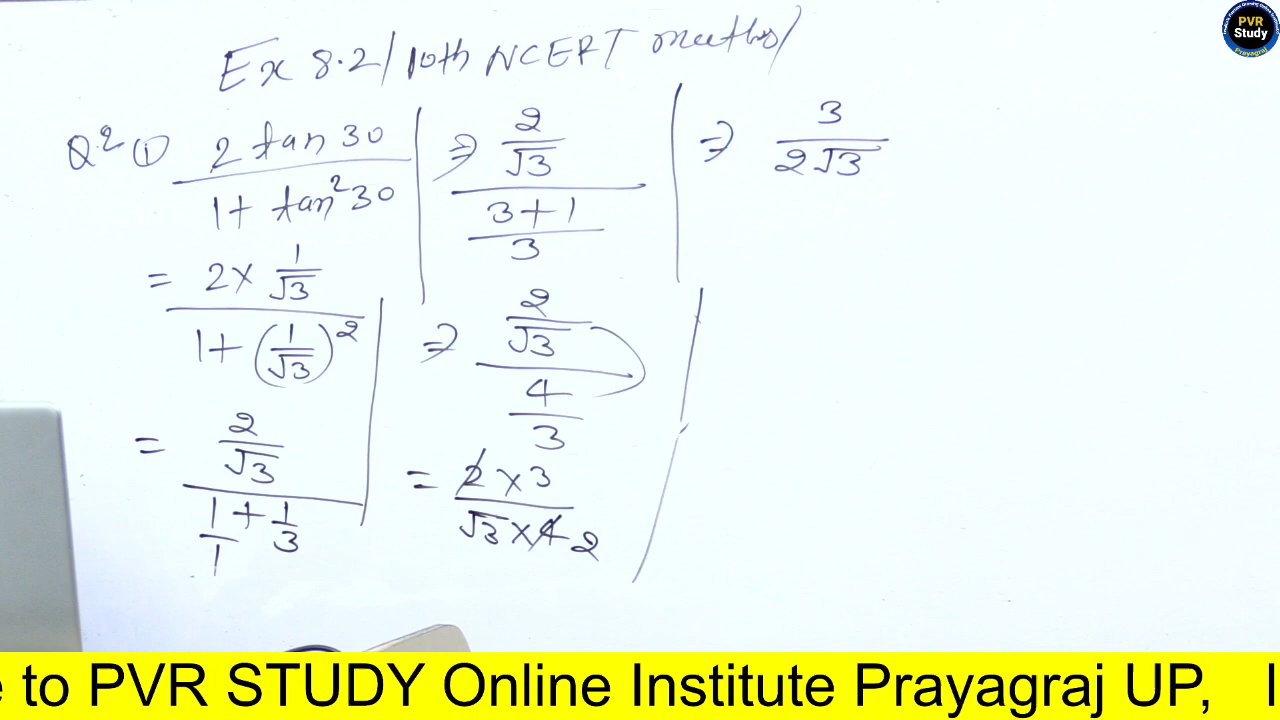 Ex 8.2/10th NCERT maths/
Q2 ① 2 tan 30 / 1 + tan²30
= 2 × 1/√3 / 1 + (1/√3)²
= 2/√3 / 1/1 + 1/3
⇒ 2/√3 / 3+1/3
⇒ 2/√3 / 4/3
= 2 × 3 / √3 × 4 2
⇒ 3 / 2√3
PVR
Study
Prayagraj
e to PVR STUDY Online Institute Prayagraj UP, I